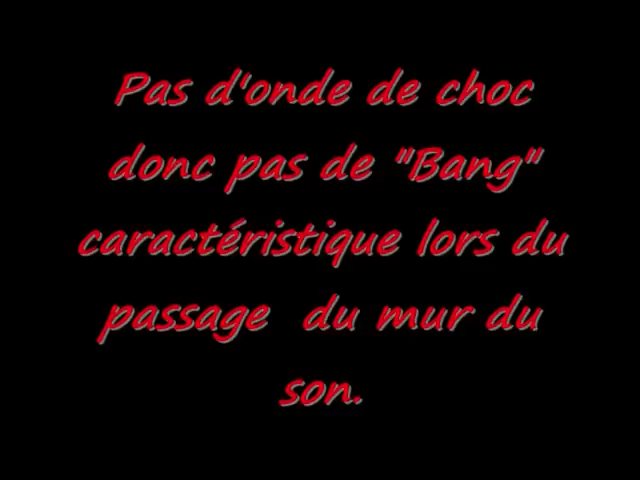 Pas d'onde de choc
donc pas de "Bang"
caractéristique lors du
passage  du mur du
son.